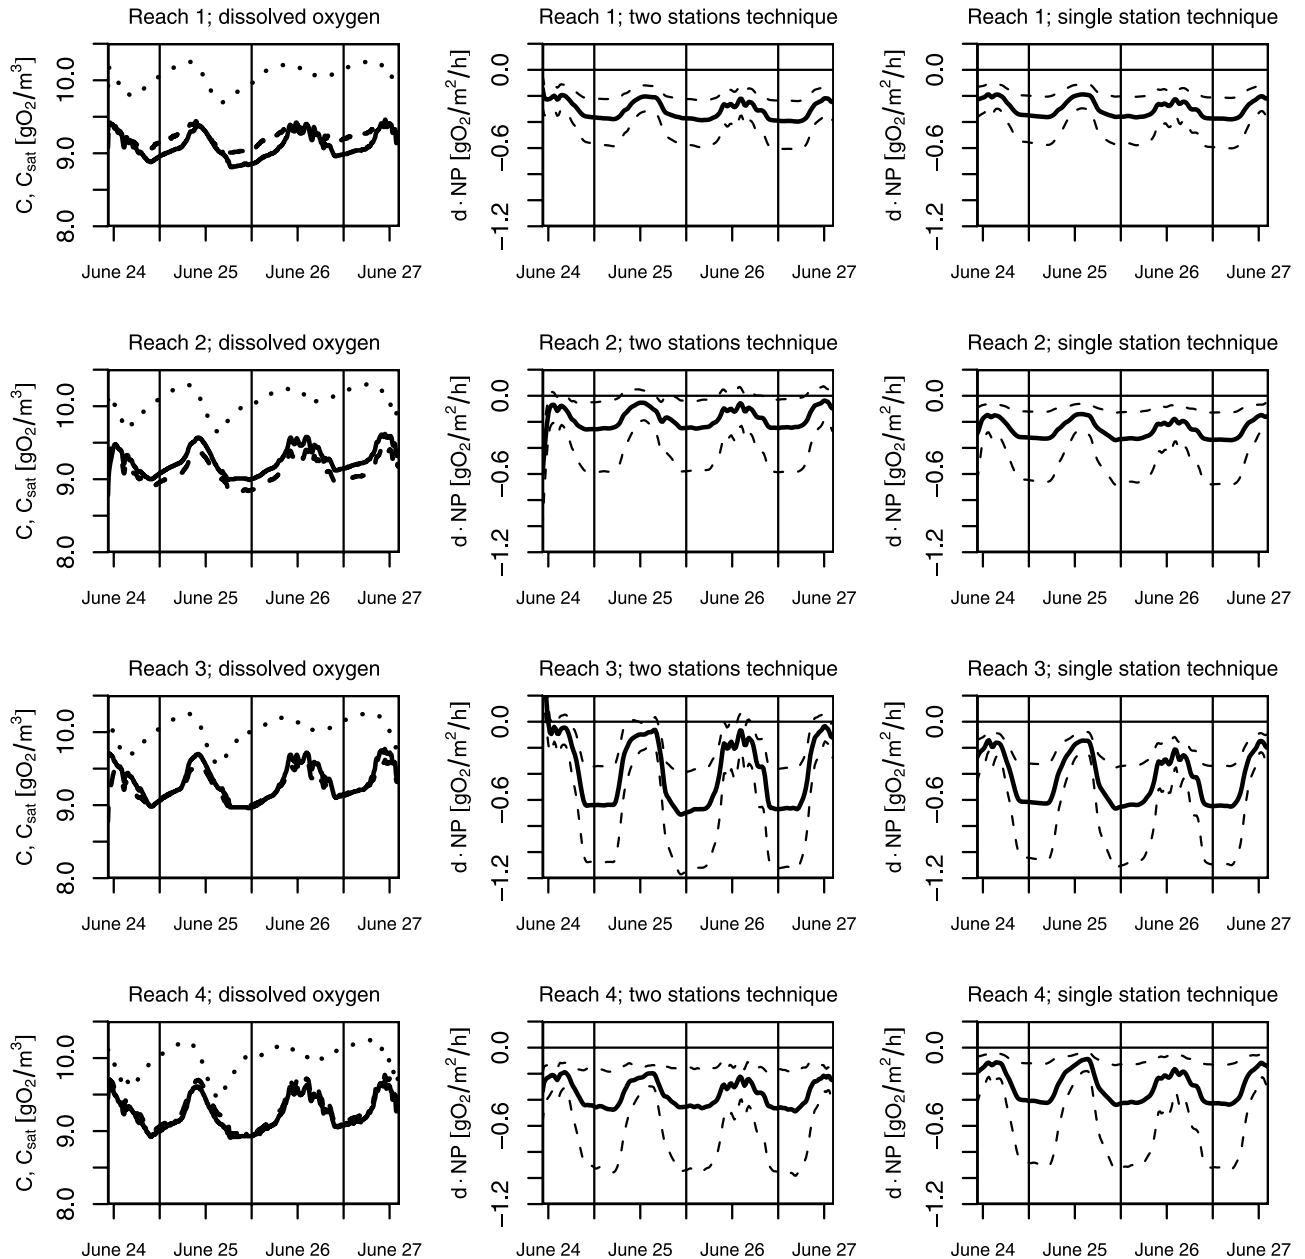 Reach 1; dissolved oxygen
C, C_sat [gO₂/m³]
8.0 9.0 10.0
June 24 June 25 June 26 June 27
Reach 1; two stations technique
d · NP [gO₂/m²/h]
−1.2 −0.6 0.0
June 24 June 25 June 26 June 27
Reach 1; single station technique
d · NP [gO₂/m²/h]
−1.2 −0.6 0.0
June 24 June 25 June 26 June 27
Reach 2; dissolved oxygen
C, C_sat [gO₂/m³]
8.0 9.0 10.0
June 24 June 25 June 26 June 27
Reach 2; two stations technique
d · NP [gO₂/m²/h]
−1.2 −0.6 0.0
June 24 June 25 June 26 June 27
Reach 2; single station technique
d · NP [gO₂/m²/h]
−1.2 −0.6 0.0
June 24 June 25 June 26 June 27
Reach 3; dissolved oxygen
C, C_sat [gO₂/m³]
8.0 9.0 10.0
June 24 June 25 June 26 June 27
Reach 3; two stations technique
d · NP [gO₂/m²/h]
−1.2 −0.6 0.0
June 24 June 25 June 26 June 27
Reach 3; single station technique
d · NP [gO₂/m²/h]
−1.2 −0.6 0.0
June 24 June 25 June 26 June 27
Reach 4; dissolved oxygen
C, C_sat [gO₂/m³]
8.0 9.0 10.0
June 24 June 25 June 26 June 27
Reach 4; two stations technique
d · NP [gO₂/m²/h]
−1.2 −0.6 0.0
June 24 June 25 June 26 June 27
Reach 4; single station technique
d · NP [gO₂/m²/h]
−1.2 −0.6 0.0
June 24 June 25 June 26 June 27